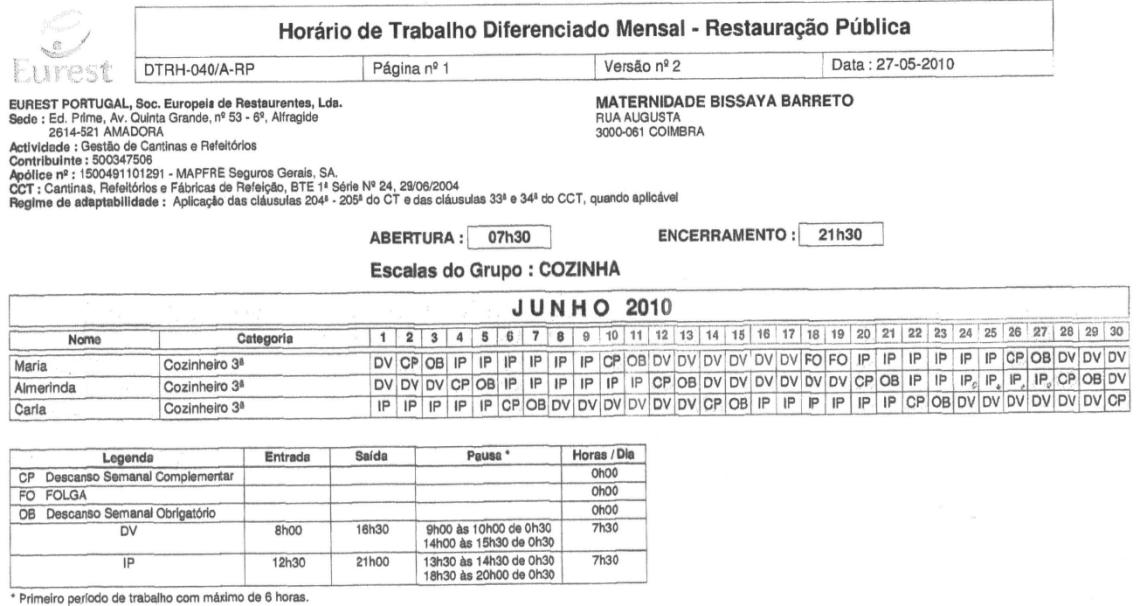 Eurest
Horário de Trabalho Diferenciado Mensal - Restauração Pública
DTRH-040/A-RP Página nº 1 Versão nº 2 Data : 27-05-2010
EUREST PORTUGAL, Soc. Europeia de Restaurentes, Lda.
Sede : Ed. Prime, Av. Quinta Grande, nº 53 - 6º, Alfragide
2614-521 AMADORA
Actividade : Gestão de Cantinas e Refeitórios
Contribuinte : 500347506
Apólice nº : 1500491101291 - MAPFRE Seguros Gerais, SA.
CCT : Cantinas, Refeitórios e Fábricas de Refeição, BTE 1ª Série Nº 24, 29/06/2004
Regime de adaptabilidade : Aplicação das cláusulas 204ª - 205ª do CT e das cláusulas 33ª e 34ª do CCT, quando aplicável
MATERNIDADE BISSAYA BARRETO
RUA AUGUSTA
3000-061 COIMBRA
ABERTURA : 07h30 ENCERRAMENTO : 21h30
Escalas do Grupo : COZINHA
JUNHO 2010
Nome Categoria 1 2 3 4 5 6 7 8 9 10 11 12 13 14 15 16 17 18 19 20 21 22 23 24 25 26 27 28 29 30
Maria Cozinheiro 3ª DV CP OB IP IP IP IP IP IP CP OB DV DV DV DV DV DV FO FO IP IP IP IP IP IP CP OB DV DV DV
Almerinda Cozinheiro 3ª DV DV DV CP OB IP IP IP IP IP IP CP OB DV DV DV DV DV DV CP OB IP IP IP IP IP IP CP OB DV
Carla Cozinheiro 3ª IP IP IP IP IP CP OB DV DV DV DV DV DV CP OB IP IP IP IP IP IP CP OB DV DV DV DV DV DV CP
Legenda Entrada Saída Pausa * Horas / Dia
CP Descanso Semanal Complementar 0h00
FO FOLGA 0h00
OB Descanso Semanal Obrigatório 0h00
DV 8h00 16h30 9h00 às 10h00 de 0h30 7h30
14h00 às 15h30 de 0h30
IP 12h30 21h00 13h30 às 14h30 de 0h30 7h30
18h30 às 20h00 de 0h30
* Primeiro período de trabalho com máximo de 6 horas.